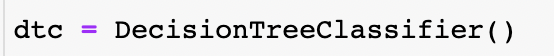 dtc = DecisionTreeClassifier()